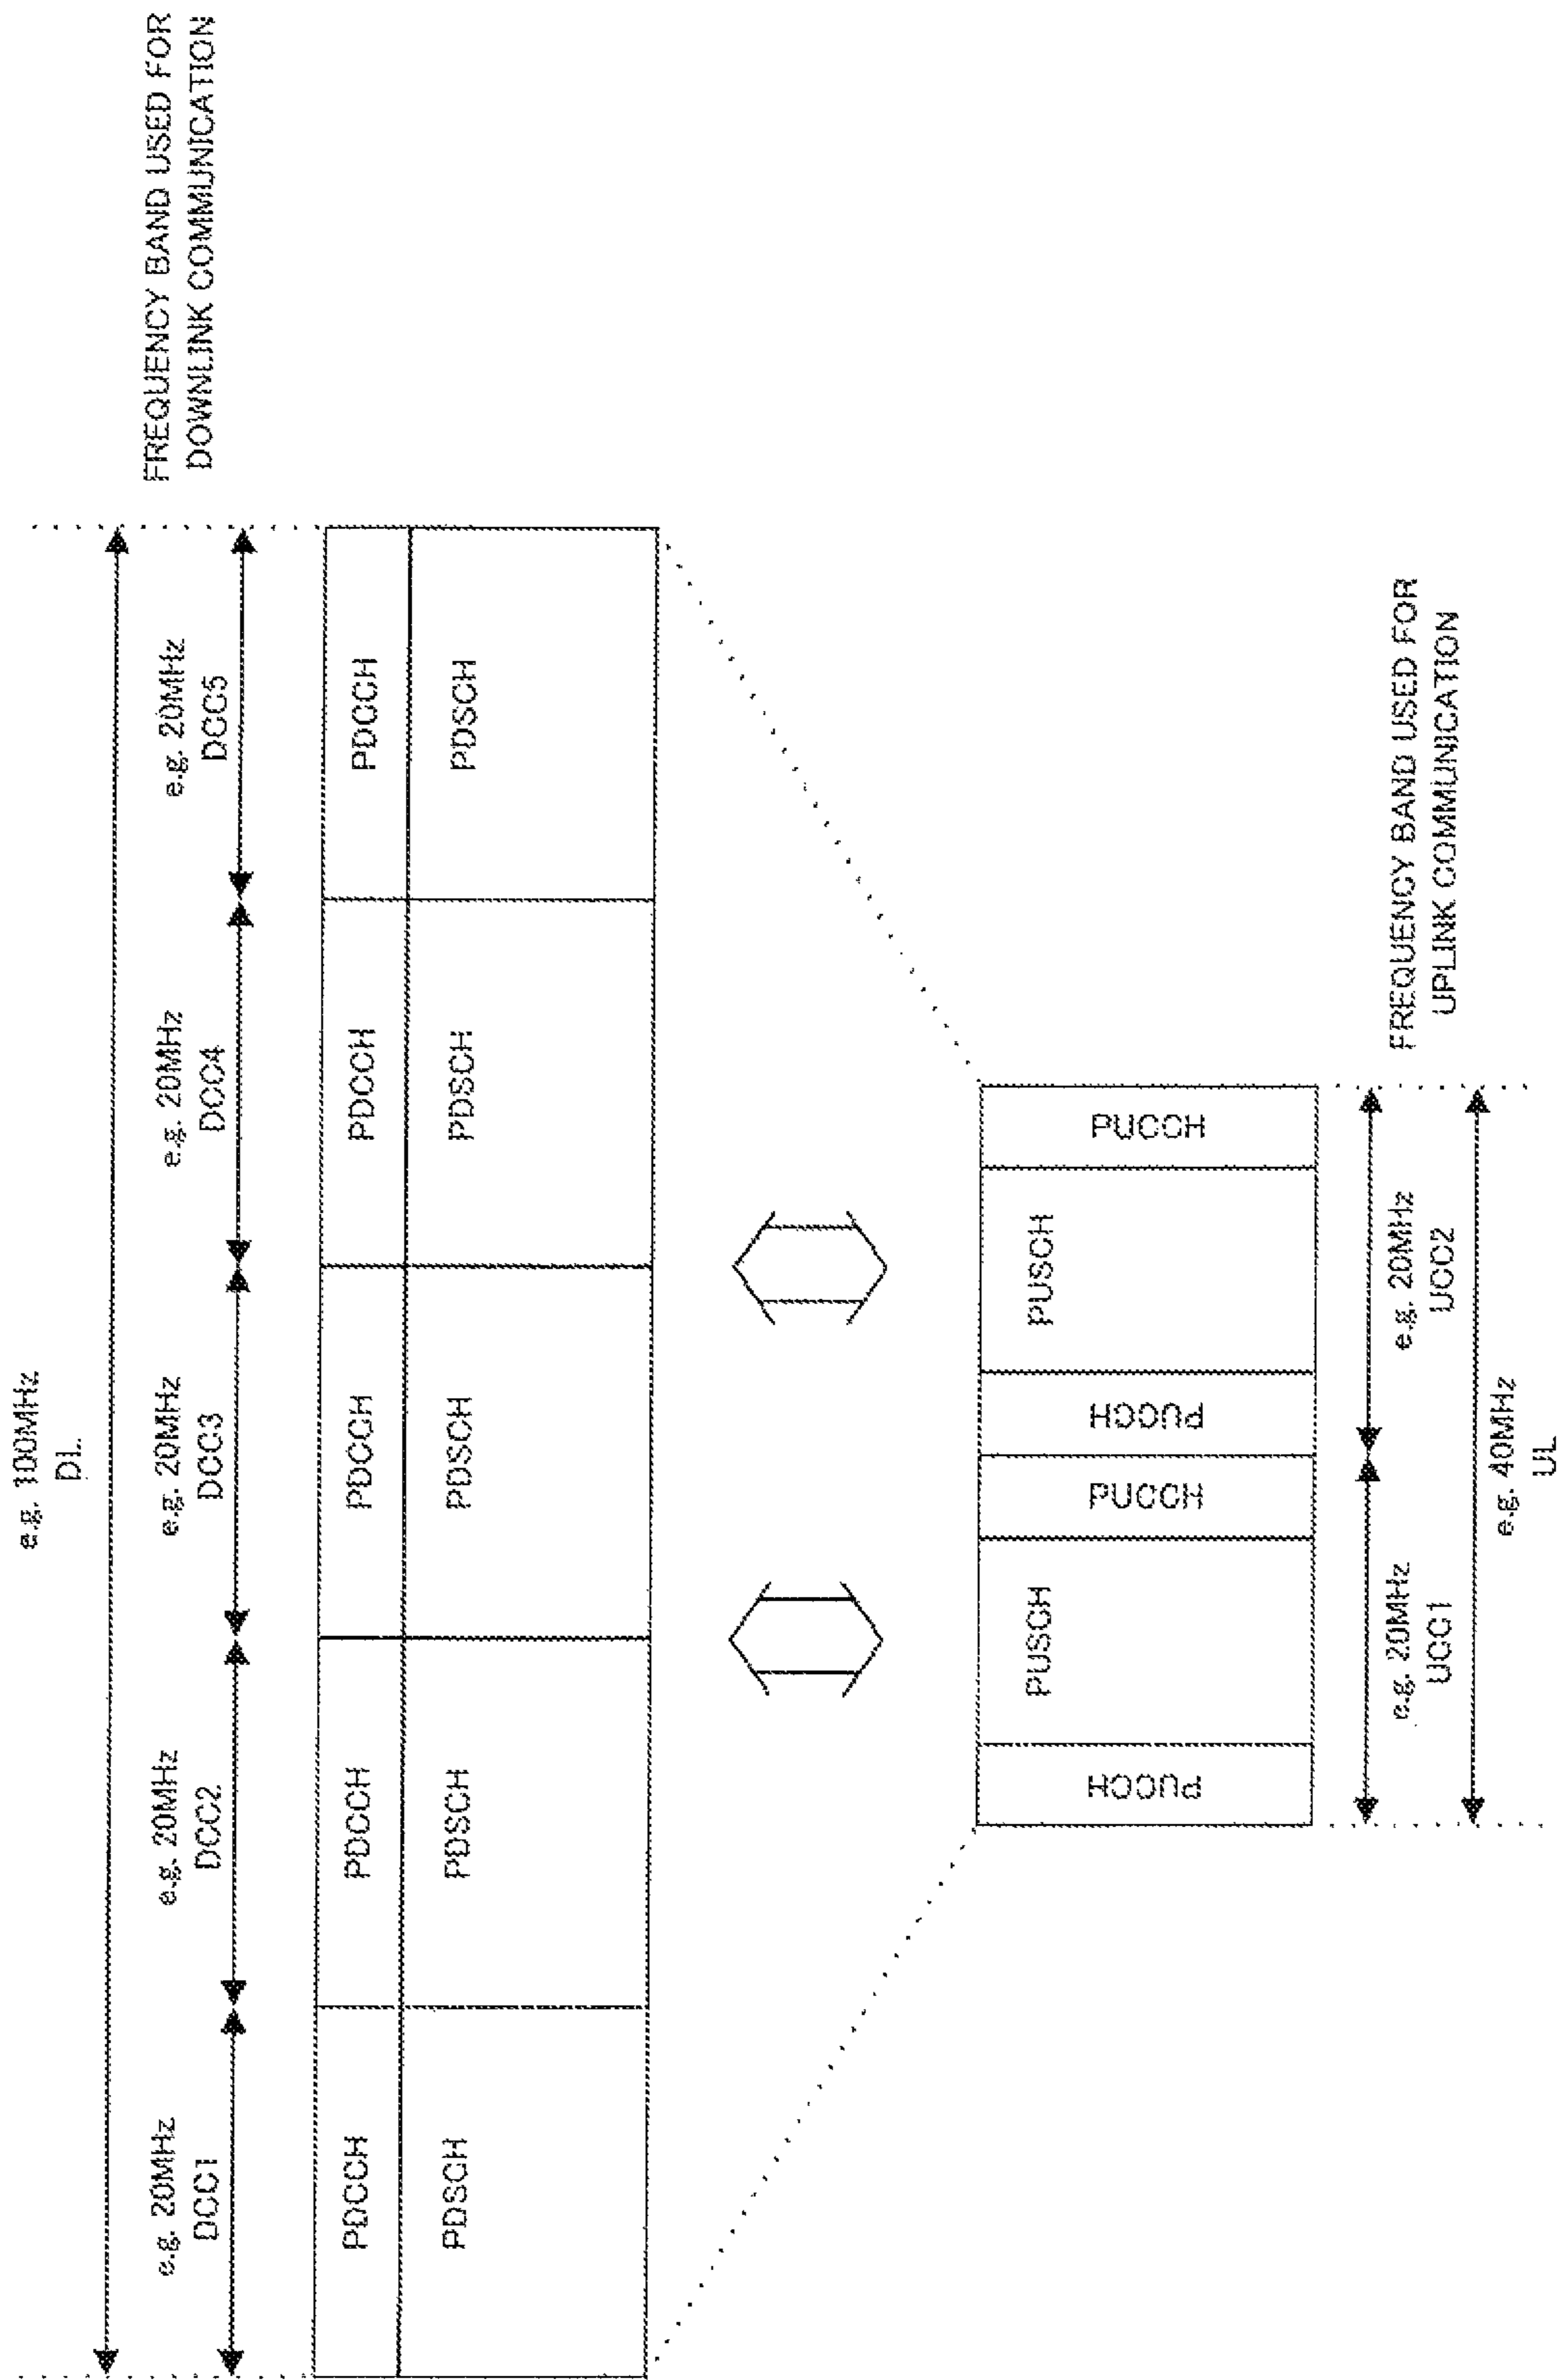 e.g. 100MHz
DL
FREQUENCY BAND USED FOR
DOWNLINK COMMUNICATION
e.g. 20MHz
DCC1
e.g. 20MHz
DCC2
e.g. 20MHz
DCC3
e.g. 20MHz
DCC4
e.g. 20MHz
DCC5
PDCCH
PDCCH
PDCCH
PDCCH
PDCCH
PDSCH
PDSCH
PDSCH
PDSCH
PDSCH
PUCCH
PUSCH
PUCCH
PUCCH
PUSCH
PUCCH
e.g. 20MHz
UCC1
e.g. 20MHz
UCC2
FREQUENCY BAND USED FOR
UPLINK COMMUNICATION
e.g. 40MHz
UL